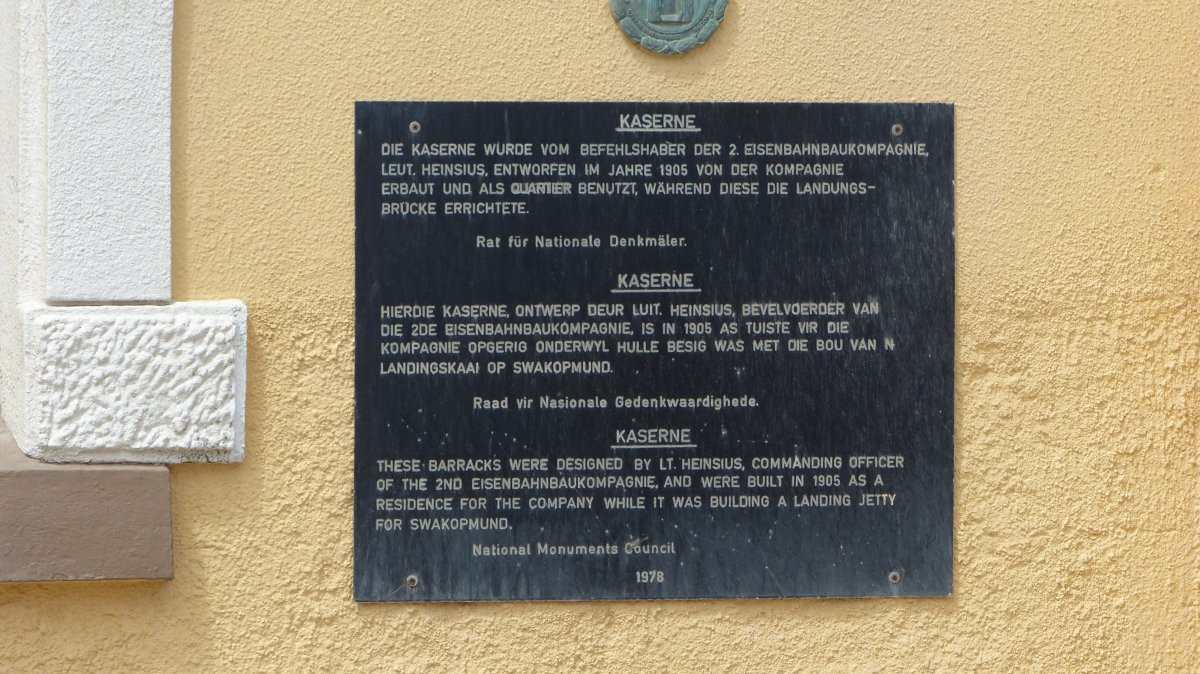 KASERNE
DIE KASERNE WURDE VOM BEFEHLSHABER DER 2. EISENBAHNBAUKOMPAGNIE,
LEUT. HEINSIUS, ENTWORFEN IM JAHRE 1905 VON DER KOMPAGNIE
ERBAUT UND ALS QUARTIER BENUTZT, WÄHREND DIESE DIE LANDUNGS-
BRÜCKE ERRICHTETE.
Rat für Nationale Denkmäler.
KASERNE
HIERDIE KASERNE, ONTWERP DEUR LUIT. HEINSIUS, BEVELVOERDER VAN
DIE 2DE EISENBAHNBAUKOMPAGNIE, IS IN 1905 AS TUISTE VIR DIE
KOMPAGNIE OPGERIG ONDERWYL HULLE BESIG WAS MET DIE BOU VAN N
LANDINGSKAAI OP SWAKOPMUND.
Raad vir Nasionale Gedenkwaardighede.
KASERNE
THESE BARRACKS WERE DESIGNED BY LT. HEINSIUS, COMMANDING OFFICER
OF THE 2ND EISENBAHNBAUKOMPAGNIE, AND WERE BUILT IN 1905 AS A
RESIDENCE FOR THE COMPANY WHILE IT WAS BUILDING A LANDING JETTY
FOR SWAKOPMUND.
National Monuments Council
1978